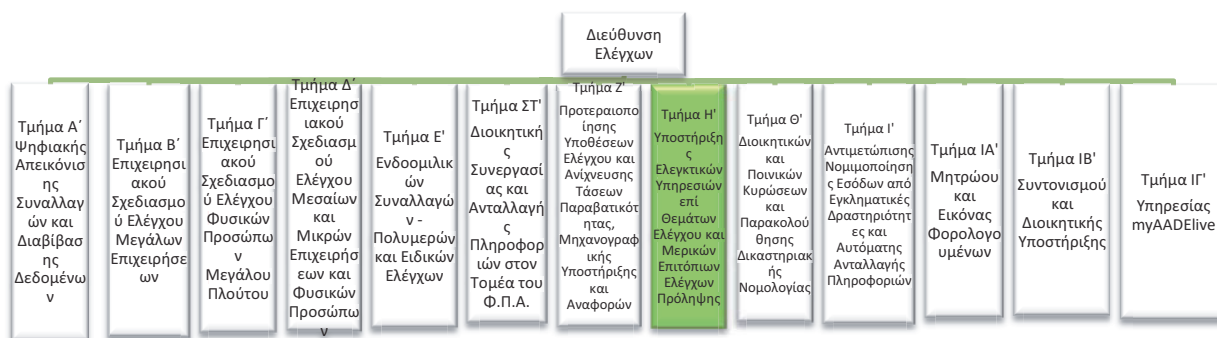 Διεύθυνση
Ελέγχων
Τμήμα Α΄
Ψηφιακής
Απεικόνισ
ης
Συναλλαγ
ών και
Διαβίβασ
ης
Δεδομένω
ν
Τμήμα Β΄
Επιχειρησι
ακού
Σχεδιασμο
ύ Ελέγχου
Μεγάλων
Επιχειρήσε
ων
Τμήμα Γ΄
Επιχειρησι
ακού
Σχεδιασμο
ύ Ελέγχου
Φυσικών
Προσώπω
ν
Μεγάλου
Πλούτου
Τμήμα Δ΄
Επιχειρησ
ιακού
Σχεδιασμ
ού
Ελέγχου
Μεσαίων
και
Μικρών
Επιχειρήσ
εων και
Φυσικών
Προσώπω
ν
Τμήμα Ε'
Ενδοομιλικ
ών
Συναλλαγώ
ν -
Πολυμερών
και Ειδικών
Ελέγχων
Τμήμα ΣΤ'
Διοικητική
ς
Συνεργασί
ας και
Ανταλλαγή
ς
Πληροφορ
ιών στον
Τομέα του
Φ.Π.Α.
Τμήμα Ζ'
Προτεραιοπο
ίησης
Υποθέσεων
Ελέγχου και
Ανίχνευσης
Τάσεων
Παραβατικότ
ητας,
Μηχανογραφ
ικής
Υποστήριξης
και
Αναφορών
Τμήμα Η'
Υποστήριξη
ς
Ελεγκτικών
Υπηρεσιών
επί
Θεμάτων
Ελέγχου και
Μερικών
Επιτόπιων
Ελέγχων
Πρόληψης
Τμήμα Θ'
Διοικητικών
και
Ποινικών
Κυρώσεων
και
Παρακολού
θησης
Δικαστηριακ
ής
Νομολογίας
Τμήμα Ι'
Αντιμετώπισης
Νομιμοποίηση
ς Εσόδων από
Εγκληματικές
Δραστηριότητ
ες και
Αυτόματης
Ανταλλαγής
Πληροφοριών
Τμήμα ΙΑ'
Μητρώου
και
Εικόνας
Φορολογο
υμένων
Τμήμα ΙΒ'
Συντονισμού
και
Διοικητικής
Υποστήριξης
Τμήμα ΙΓ'
Υπηρεσίας
myAADElive